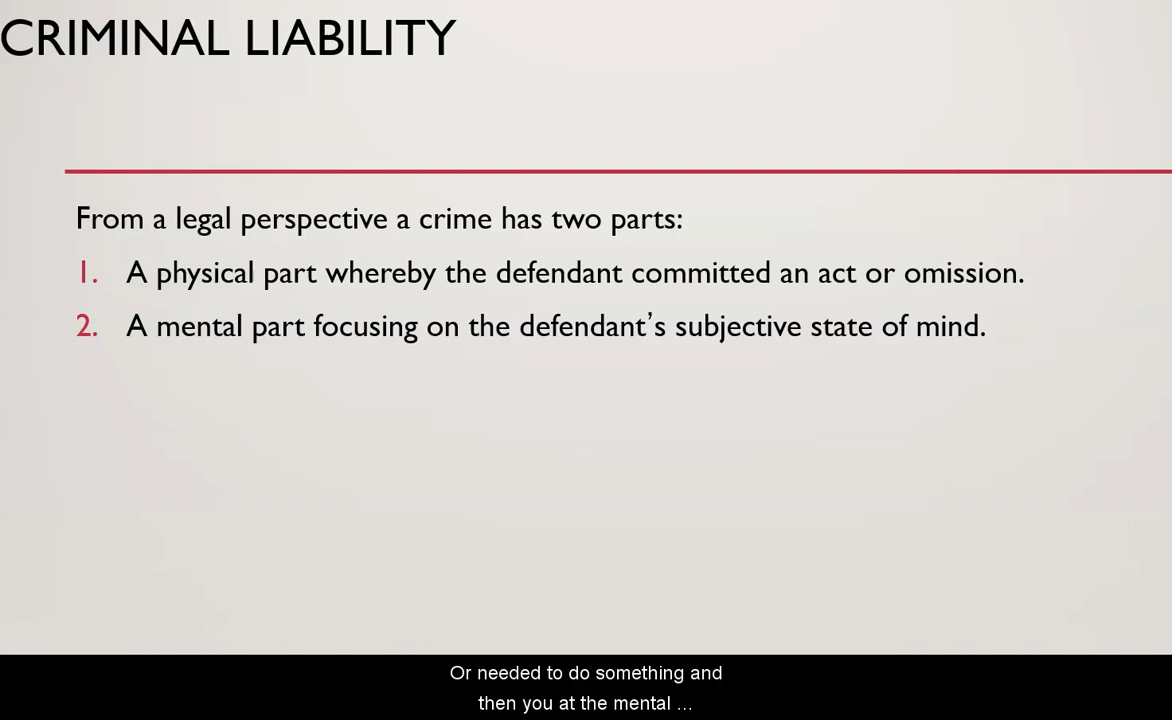 CRIMINAL LIABILITY
From a legal perspective a crime has two parts:
1. A physical part whereby the defendant committed an act or omission.
2. A mental part focusing on the defendant’s subjective state of mind.
Or needed to do something and
then you at the mental ...